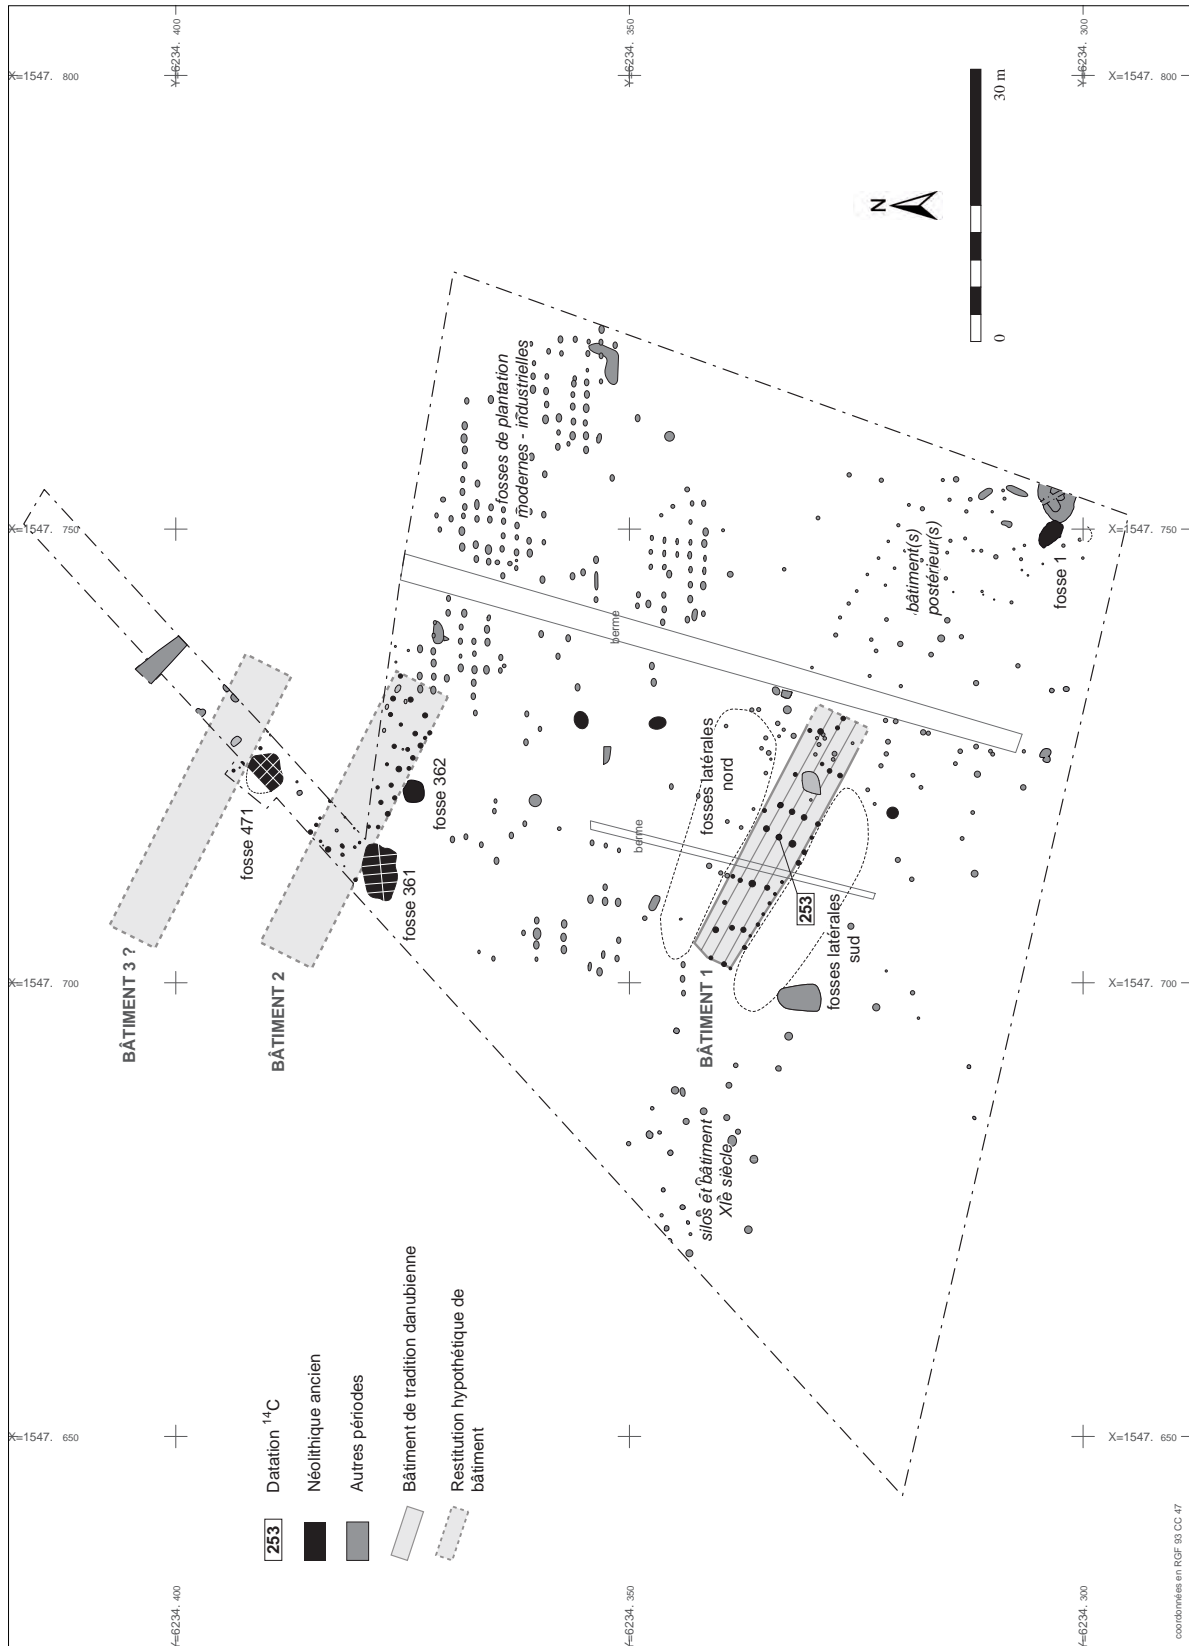 X=1547. 800
Y=6234. 400
Y=6234. 350
Y=6234. 300
X=1547. 800
30 m
0
N
fosses de plantation
modernes - industrielles
X=1547. 750
X=1547. 750
bâtiment(s)
postérieur(s)
fosse 1
berme
fosse 471
fosse 362
fosse 361
fosses latérales
nord
berme
253
fosses latérales
sud
BÂTIMENT 3 ?
BÂTIMENT 2
BÂTIMENT 1
X=1547. 700
X=1547. 700
silos et bâtiment
XIe siècle
253 Datation 14C
Néolithique ancien
Autres périodes
Bâtiment de tradition danubienne
Restitution hypothétique de
bâtiment
X=1547. 650
X=1547. 650
Y=6234. 400
Y=6234. 350
Y=6234. 300
coordonnées en RGF 93 CC 47